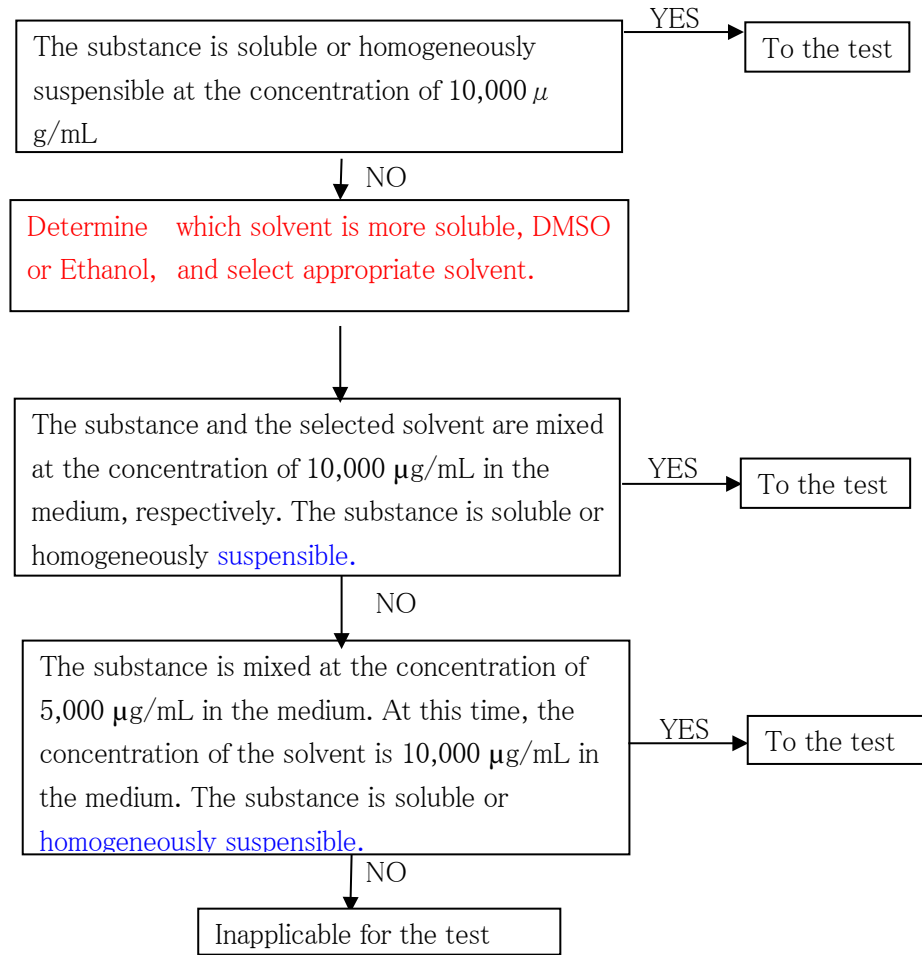 YES
The substance is soluble or homogeneously
suspensible at the concentration of 10,000 μ
g/mL
To the test
NO
Determine which solvent is more soluble, DMSO
or Ethanol, and select appropriate solvent.
The substance and the selected solvent are mixed
at the concentration of 10,000 µg/mL in the
medium, respectively. The substance is soluble or
homogeneously suspensible.
YES
To the test
NO
The substance is mixed at the concentration of
5,000 µg/mL in the medium. At this time, the
concentration of the solvent is 10,000 µg/mL in
the medium. The substance is soluble or
homogeneously suspensible.
YES
To the test
NO
Inapplicable for the test